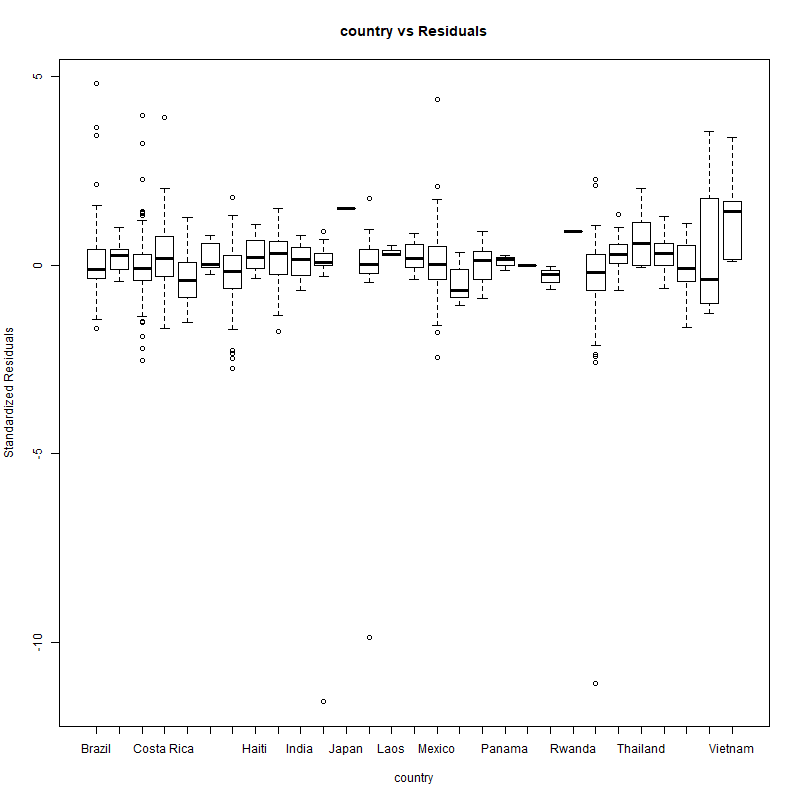 country vs Residuals
5
0
-5
-10
Standardized Residuals
Brazil Costa Rica Haiti India Japan Laos Mexico Panama Rwanda Thailand Vietnam
country